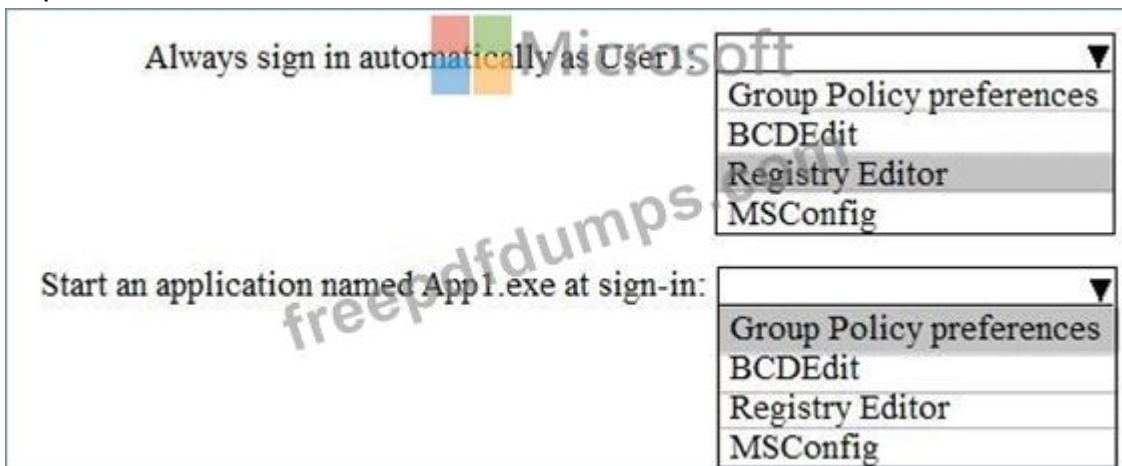 Always sign in automatically as User1:
Group Policy preferences
BCDEdit
Registry Editor
MSConfig
Start an application named App1.exe at sign-in:
Group Policy preferences
BCDEdit
Registry Editor
MSConfig
Microsoft
freepdfdumps.com